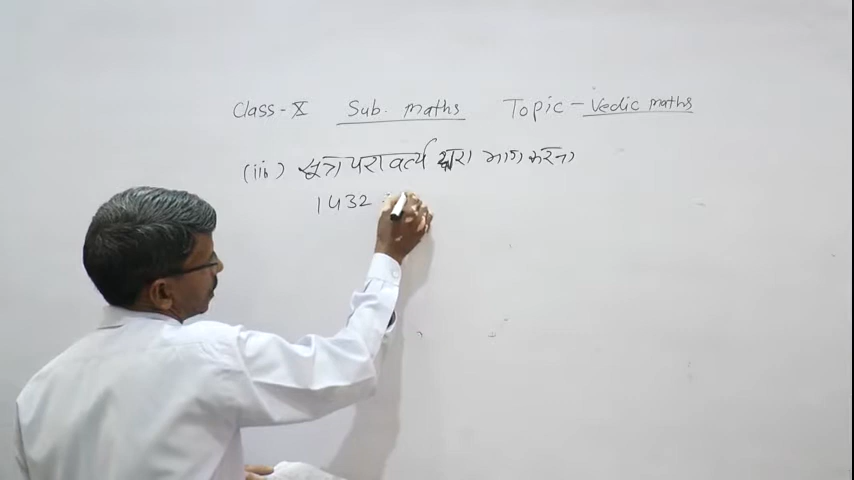 Class-X Sub. maths Topic - Vedic maths
(iii) सूत्र परावर्त्य द्वारा भाग करना
1432